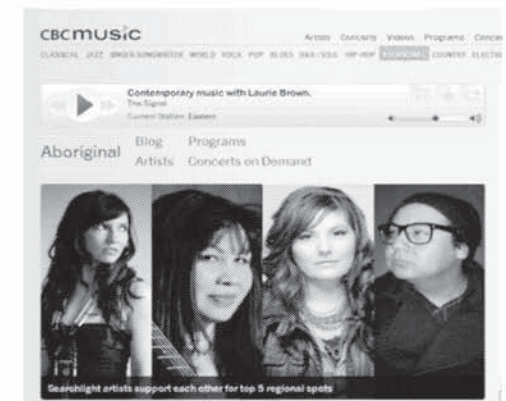 CBCmusic
Artists Concerts Videos Programs
CLASSICAL JAZZ SINGER-SONGWRITER WORLD ROCK POP BLUES R&B/SOUL HIP-HOP ABORIGINAL COUNTRY
Contemporary music with Laurie Brown.
The Signal
Current Station: Eastern
Aboriginal
Blog Programs
Artists Concerts on Demand
Searchlight artists support each other for top 5 regional spots